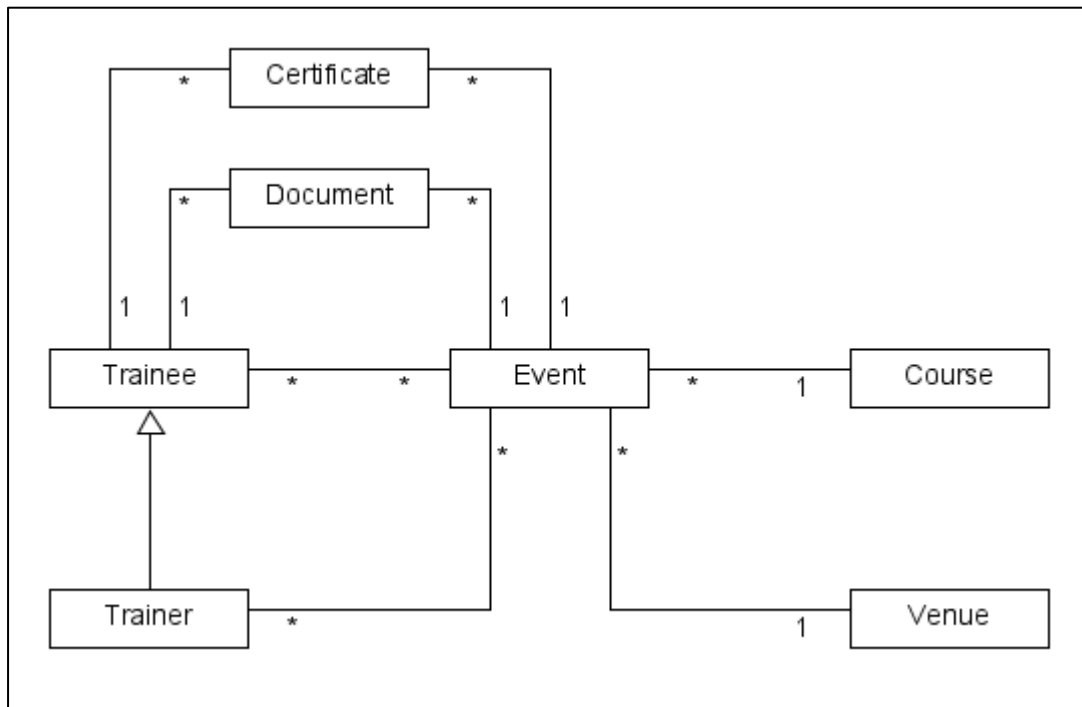 Certificate
* *
Document
* *
1 1 1 1
Trainee Event Course
* * * 1
* *
Trainer Venue
* 1